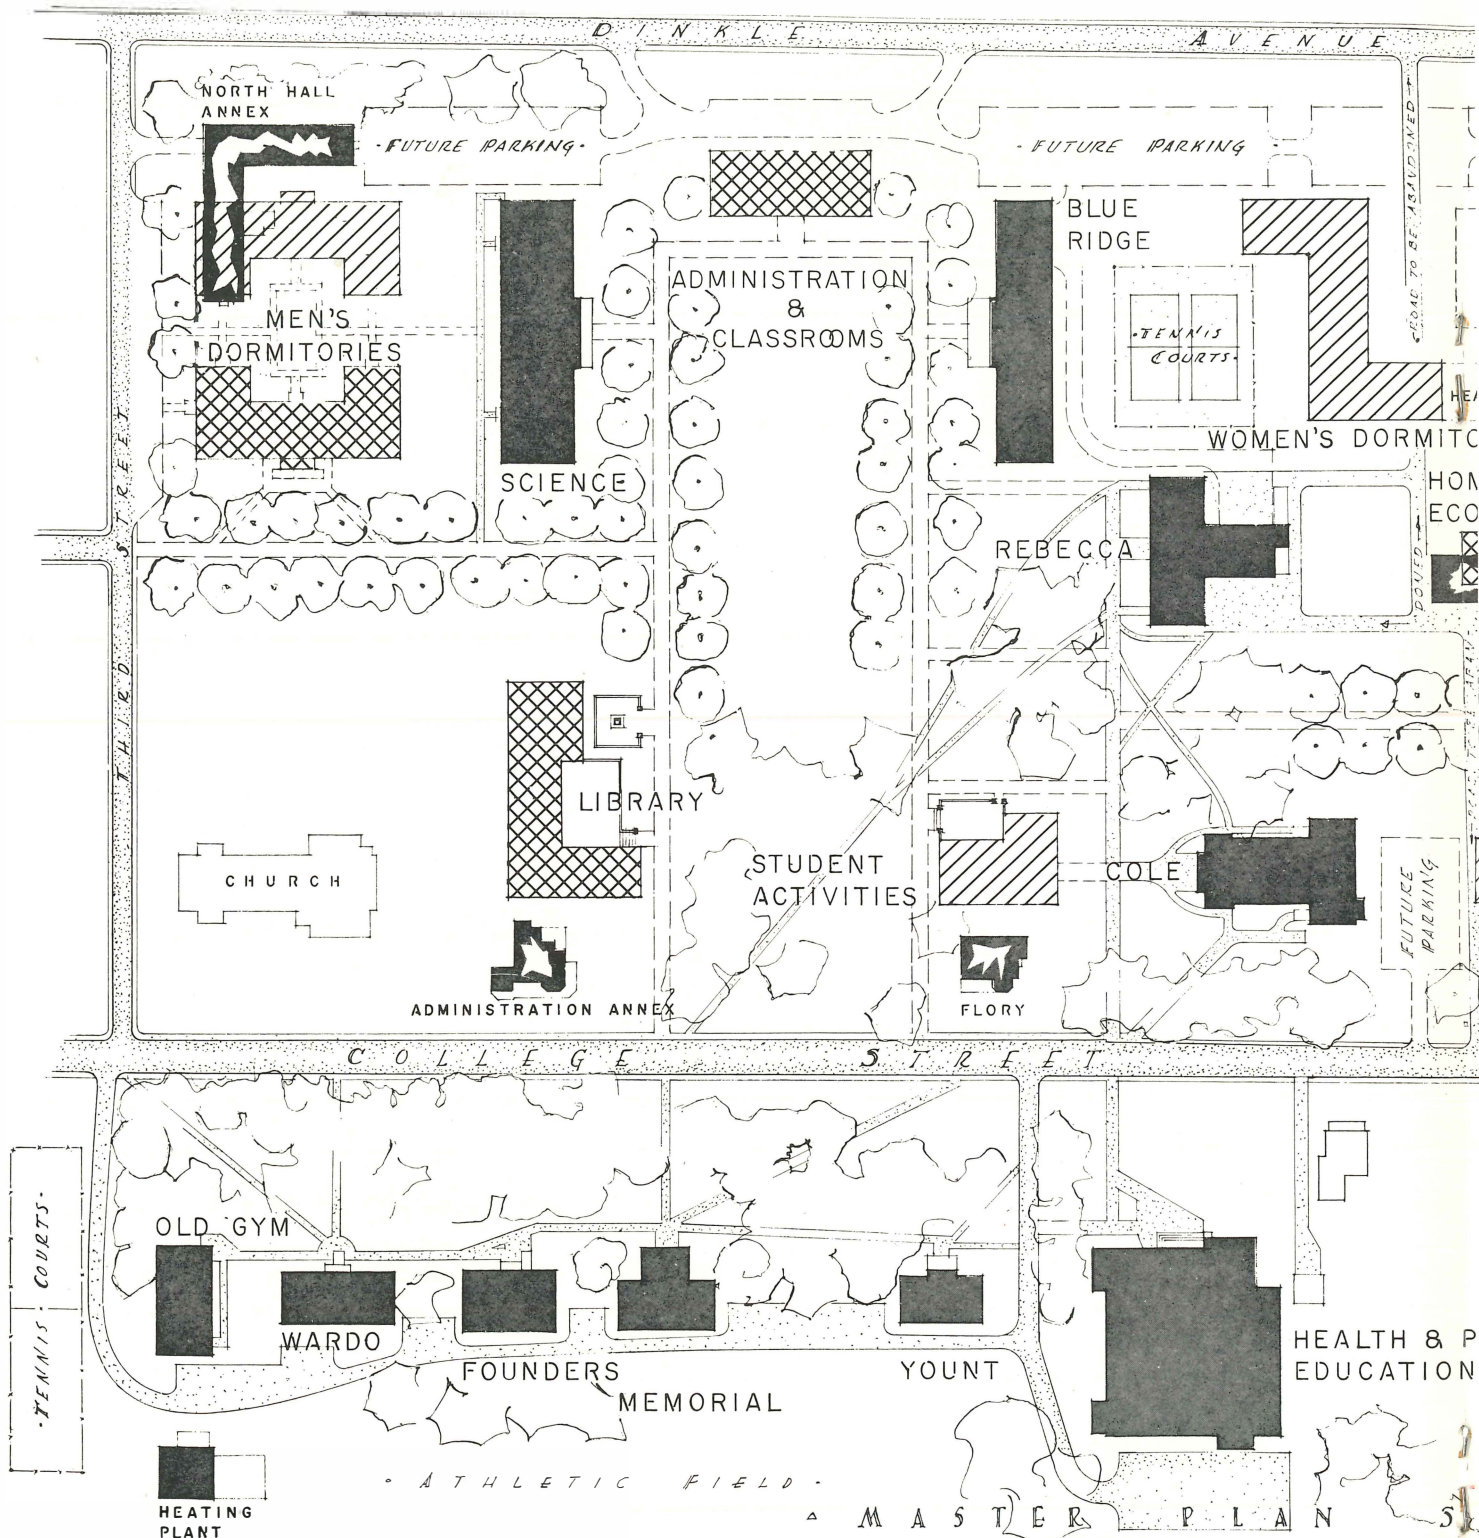 DINKLE AVENUE
NORTH HALL
ANNEX
·FUTURE PARKING·
·FUTURE PARKING·
ROAD TO BE ABANDONED
BLUE
RIDGE
ADMINISTRATION
&
CLASSROOMS
MEN'S
DORMITORIES
·TENNIS
COURTS·
HEA
WOMEN'S DORMITO
SCIENCE
HOM
ECO
REBECCA
DONED
THIRD STREET
LIBRARY
CHURCH
STUDENT
ACTIVITIES
COLE
FUTURE
PARKING
ADMINISTRATION ANNEX
FLORY
COLLEGE STREET
·TENNIS · COURTS·
OLD GYM
WARDO
FOUNDERS
MEMORIAL
YOUNT
HEALTH & P
EDUCATION
HEATING
PLANT
· ATHLETIC FIELD ·
MASTER PLAN